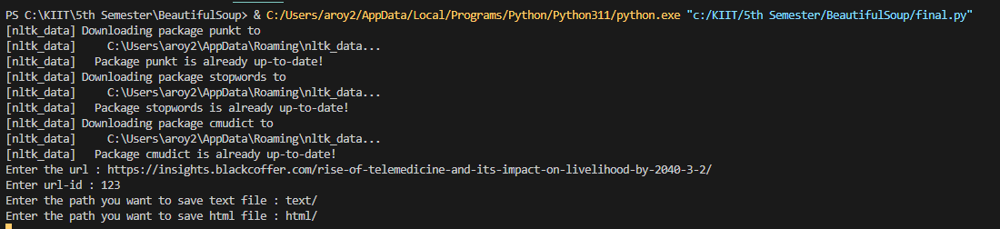 PS C:\KIIT\5th Semester\BeautifulSoup> & C:/Users/aroy2/AppData/Local/Programs/Python/Python311/python.exe "c:/KIIT/5th Semester/BeautifulSoup/final.py"
[nltk_data] Downloading package punkt to
[nltk_data]     C:\Users\aroy2\AppData\Roaming\nltk_data...
[nltk_data]   Package punkt is already up-to-date!
[nltk_data] Downloading package stopwords to
[nltk_data]     C:\Users\aroy2\AppData\Roaming\nltk_data...
[nltk_data]   Package stopwords is already up-to-date!
[nltk_data] Downloading package cmudict to
[nltk_data]     C:\Users\aroy2\AppData\Roaming\nltk_data...
[nltk_data]   Package cmudict is already up-to-date!
Enter the url : https://insights.blackcoffer.com/rise-of-telemedicine-and-its-impact-on-livelihood-by-2040-3-2/
Enter url-id : 123
Enter the path you want to save text file : text/
Enter the path you want to save html file : html/